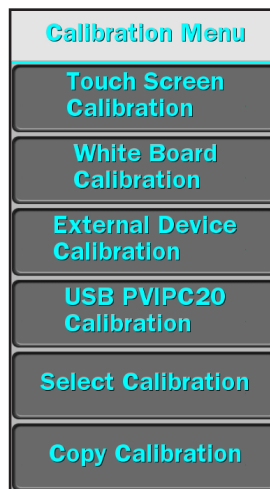 Calibration Menu
Touch Screen
Calibration
White Board
Calibration
External Device
Calibration
USB PVIPC20
Calibration
Select Calibration
Copy Calibration